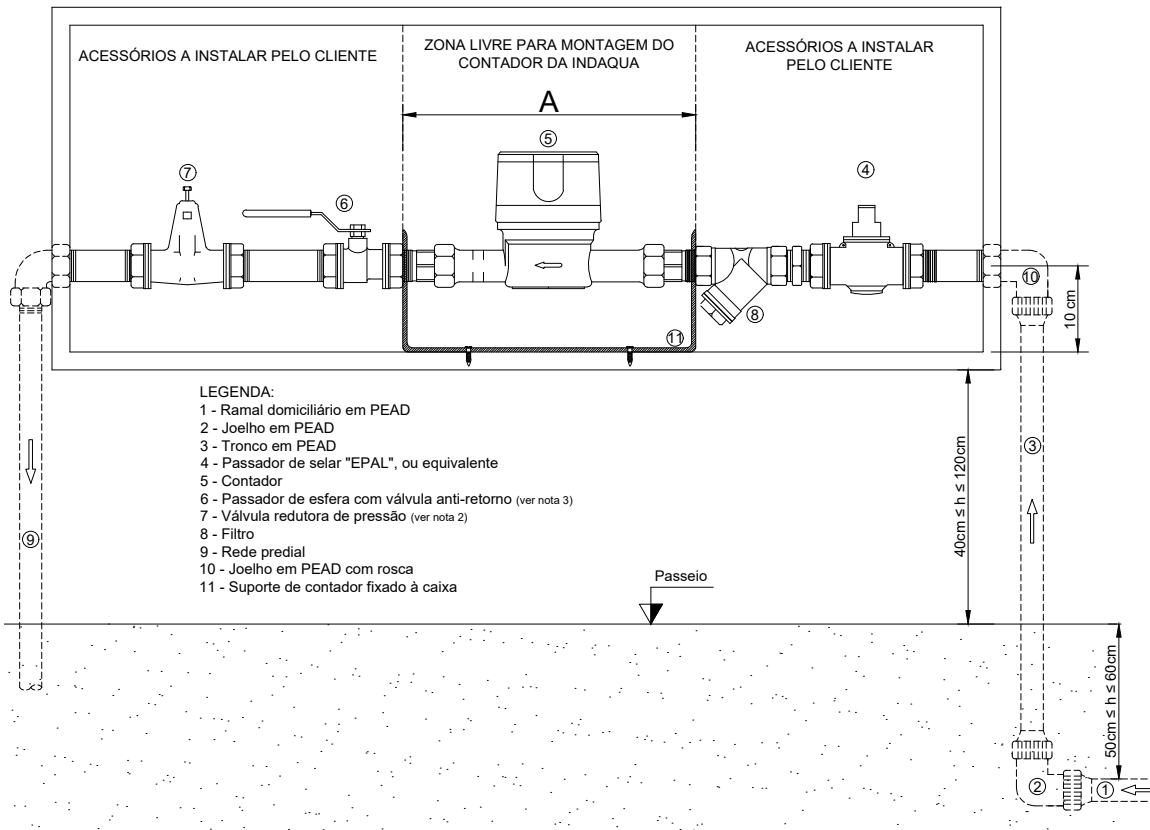 ACESSÓRIOS A INSTALAR PELO CLIENTE
ZONA LIVRE PARA MONTAGEM DO
CONTADOR DA INDAQUA
ACESSÓRIOS A INSTALAR
PELO CLIENTE
A
5
7
6
4
10
8
11
10 cm
LEGENDA:
1 - Ramal domiciliário em PEAD
2 - Joelho em PEAD
3 - Tronco em PEAD
4 - Passador de selar "EPAL", ou equivalente
5 - Contador
6 - Passador de esfera com válvula anti-retorno (ver nota 3)
7 - Válvula redutora de pressão (ver nota 2)
8 - Filtro
9 - Rede predial
10 - Joelho em PEAD com rosca
11 - Suporte de contador fixado à caixa
9
3
40cm ≤ h ≤ 120cm
Passeio
50cm ≤ h ≤ 60cm
2
1